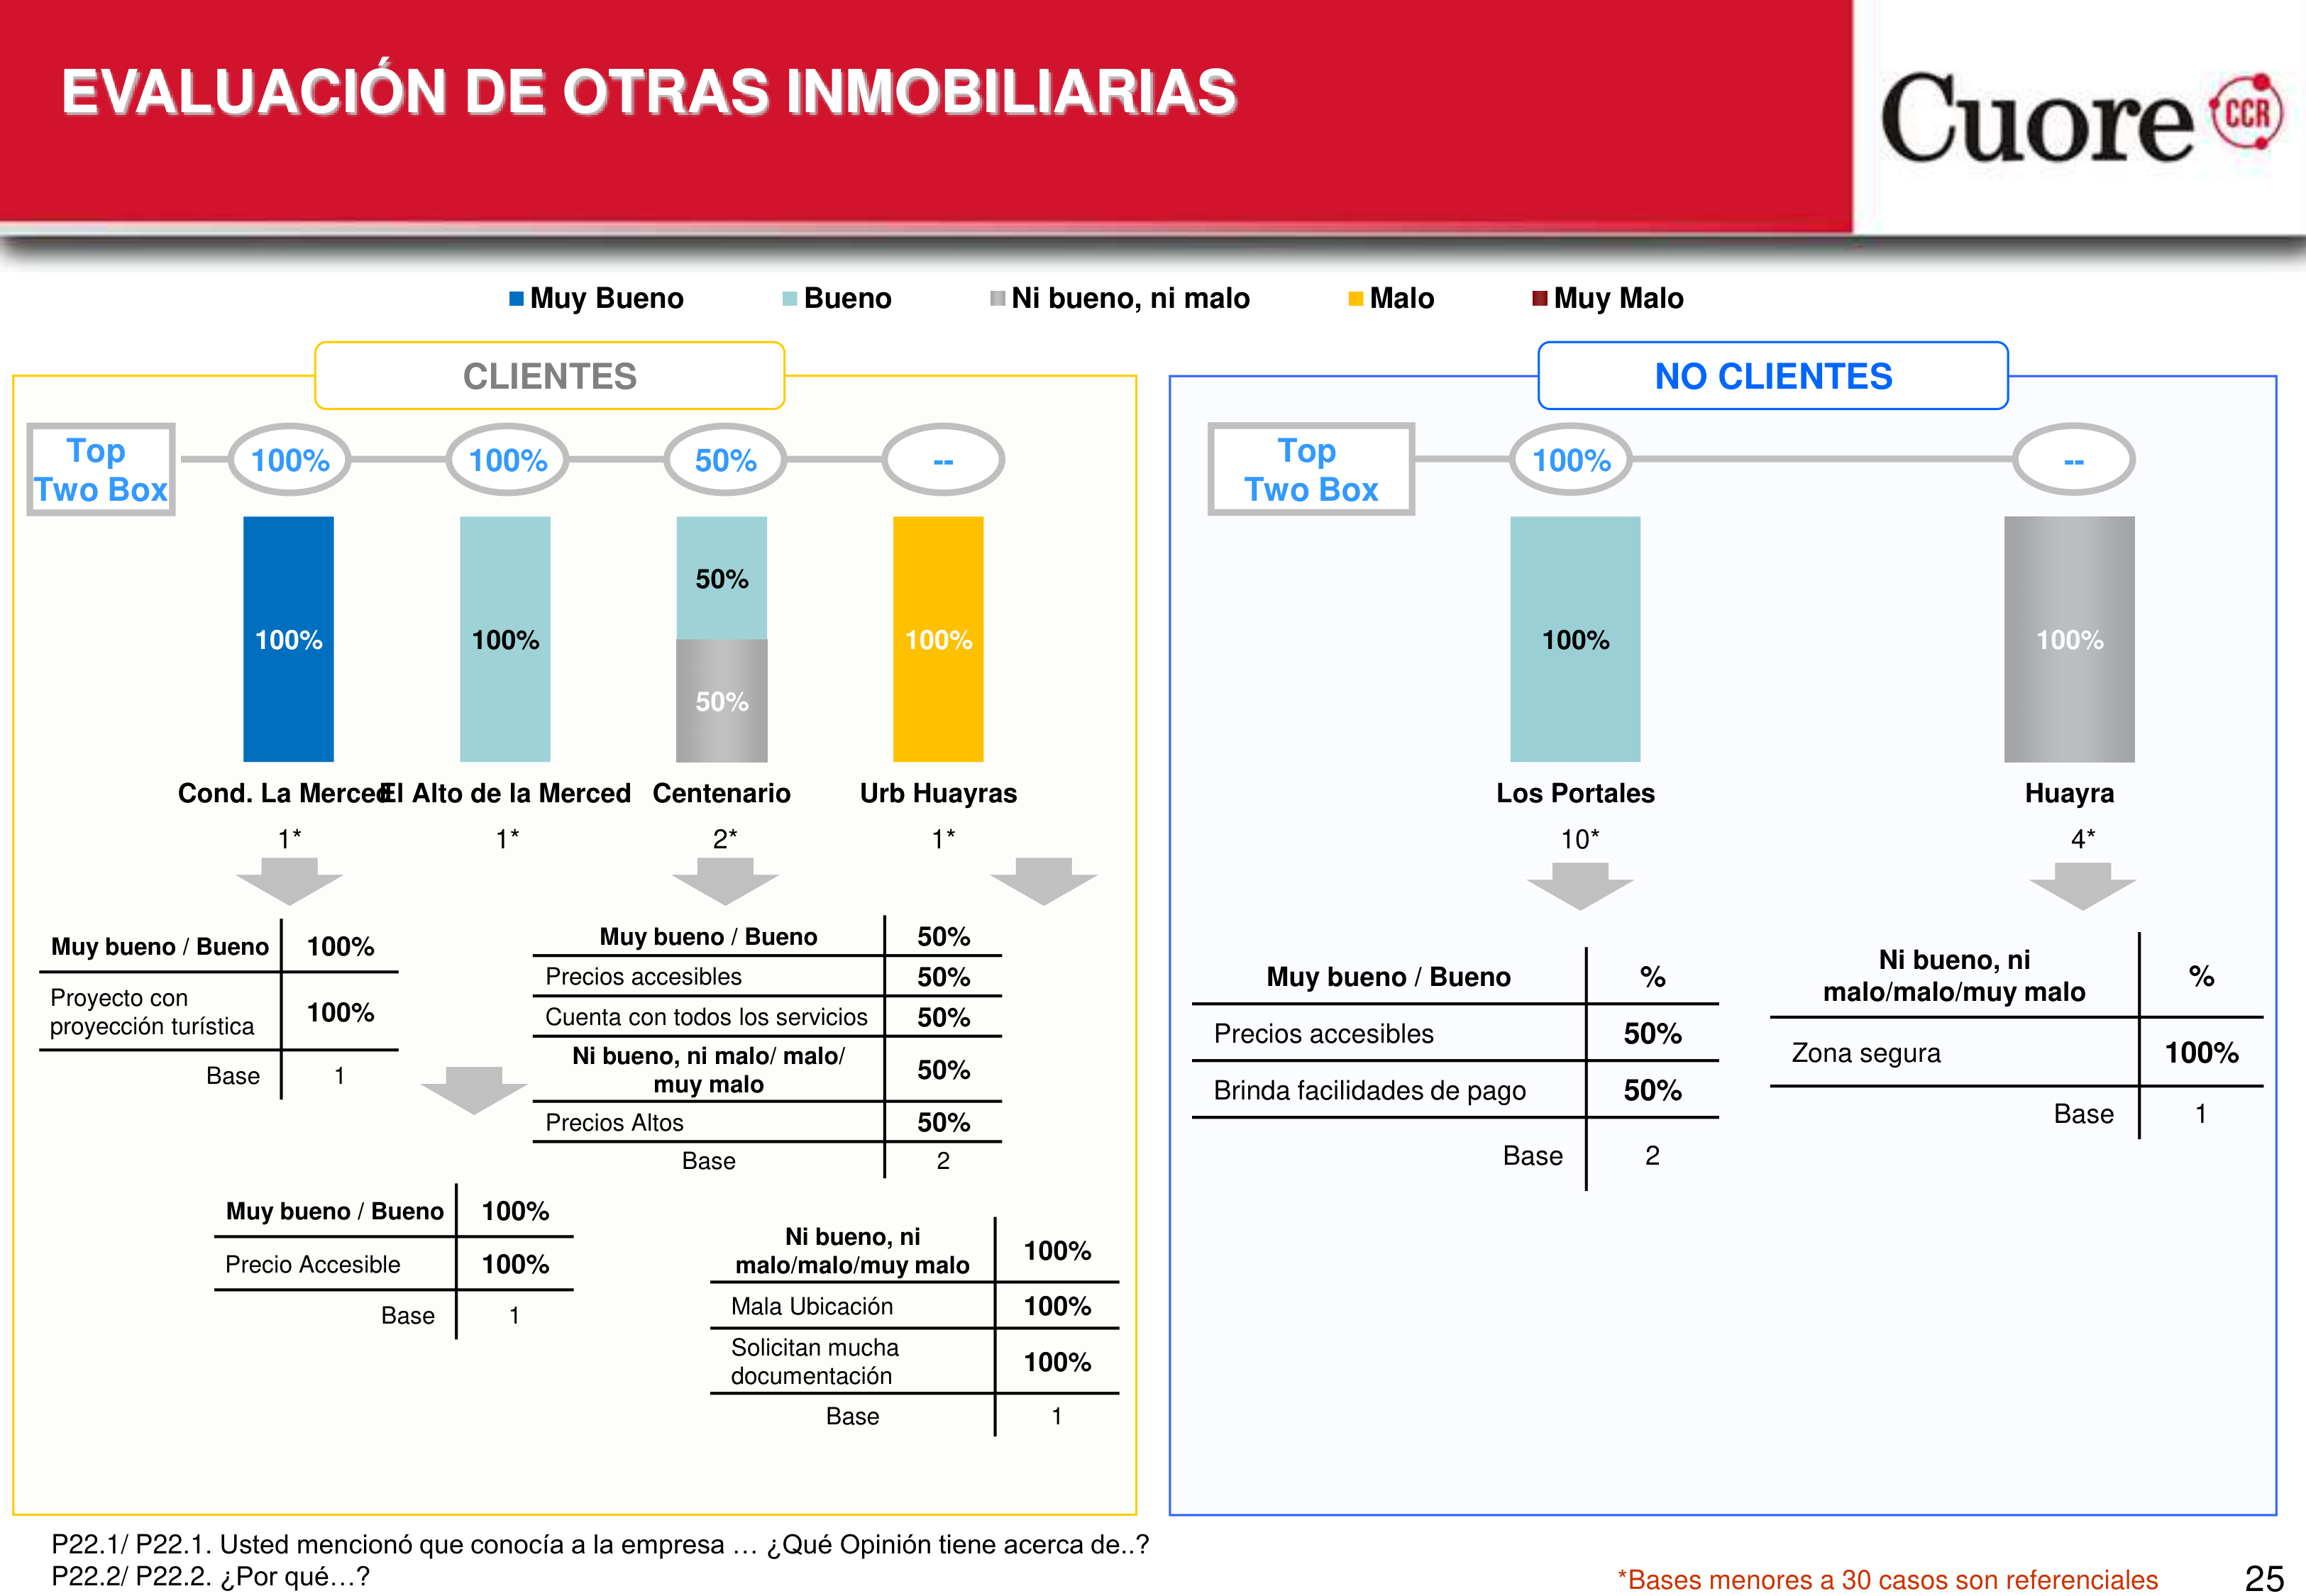 EVALUACIÓN DE OTRAS INMOBILIARIAS
Cuore CCR
Muy Bueno
Bueno
Ni bueno, ni malo
Malo
Muy Malo
CLIENTES
Top
Two Box
100%
100%
50%
--
100%
100%
50%
50%
100%
Cond. La Merced
El Alto de la Merced
Centenario
Urb Huayras
1*
1*
2*
1*
Muy bueno / Bueno 100%
Proyecto con
proyección turística 100%
Base 1
Muy bueno / Bueno 50%
Precios accesibles 50%
Cuenta con todos los servicios 50%
Ni bueno, ni malo/ malo/
muy malo 50%
Precios Altos 50%
Base 2
Muy bueno / Bueno 100%
Precio Accesible 100%
Base 1
Ni bueno, ni
malo/malo/muy malo 100%
Mala Ubicación 100%
Solicitan mucha
documentación 100%
Base 1
NO CLIENTES
Top
Two Box
100%
--
100%
100%
Los Portales
Huayra
10*
4*
Muy bueno / Bueno %
Precios accesibles 50%
Brinda facilidades de pago 50%
Base 2
Ni bueno, ni
malo/malo/muy malo %
Zona segura 100%
Base 1
P22.1/ P22.1. Usted mencionó que conocía a la empresa … ¿Qué Opinión tiene acerca de..?
P22.2/ P22.2. ¿Por qué…?
*Bases menores a 30 casos son referenciales
25